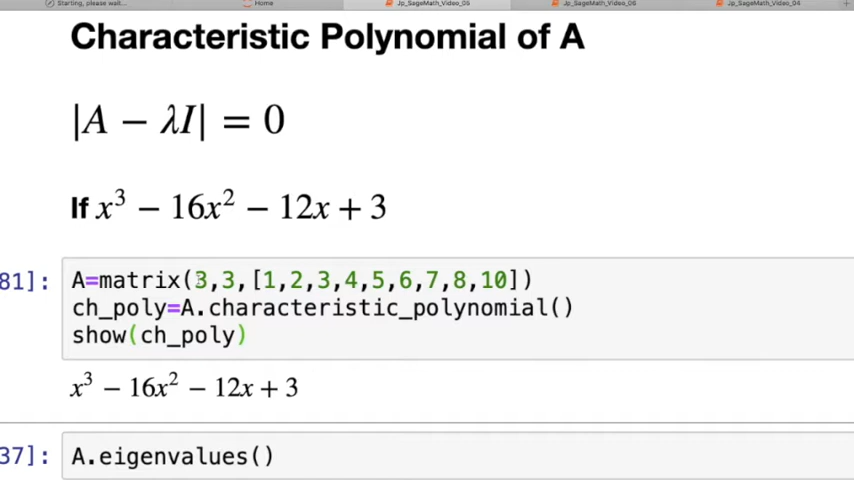 Starting, please wait... Home Jp_SageMath_Video_05 Jp_SageMath_Video_06 Jp_SageMath_Video_04 +
Characteristic Polynomial of A
|A − λI| = 0
If x³ − 16x² − 12x + 3
81]: A=matrix(3,3,[1,2,3,4,5,6,7,8,10])
ch_poly=A.characteristic_polynomial()
show(ch_poly)
x³ − 16x² − 12x + 3
37]: A.eigenvalues()